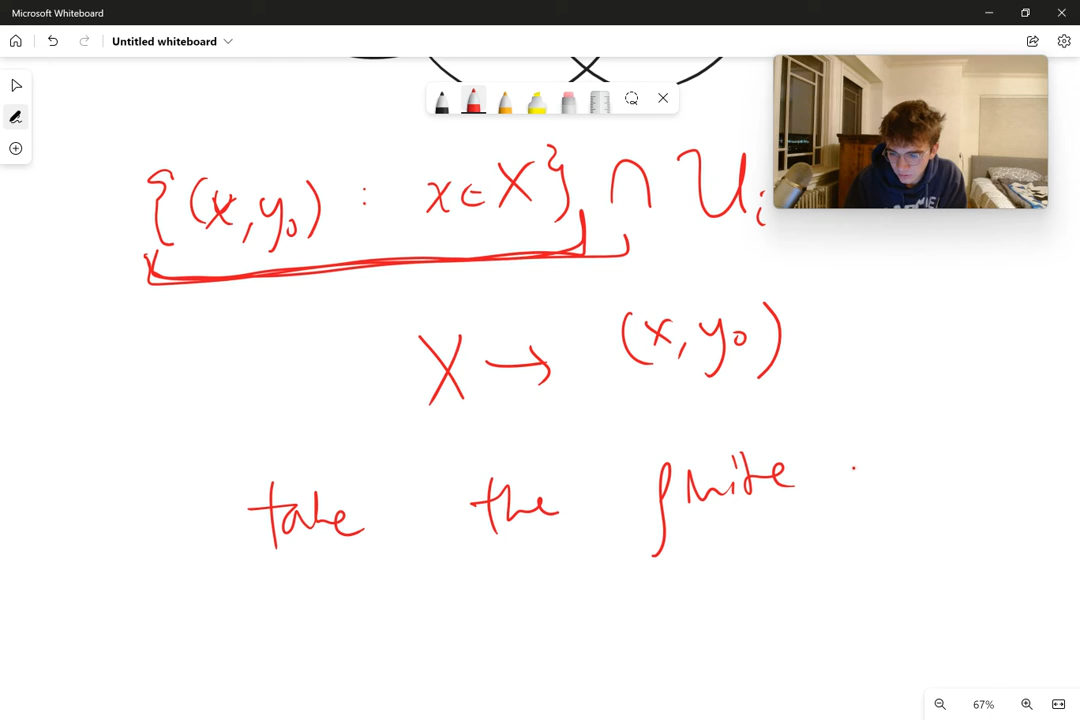 Microsoft Whiteboard
Untitled whiteboard
{(x, y₀) : x ∈ X} ∩ Uᵢ
X → (x, y₀)
take the finite
67%